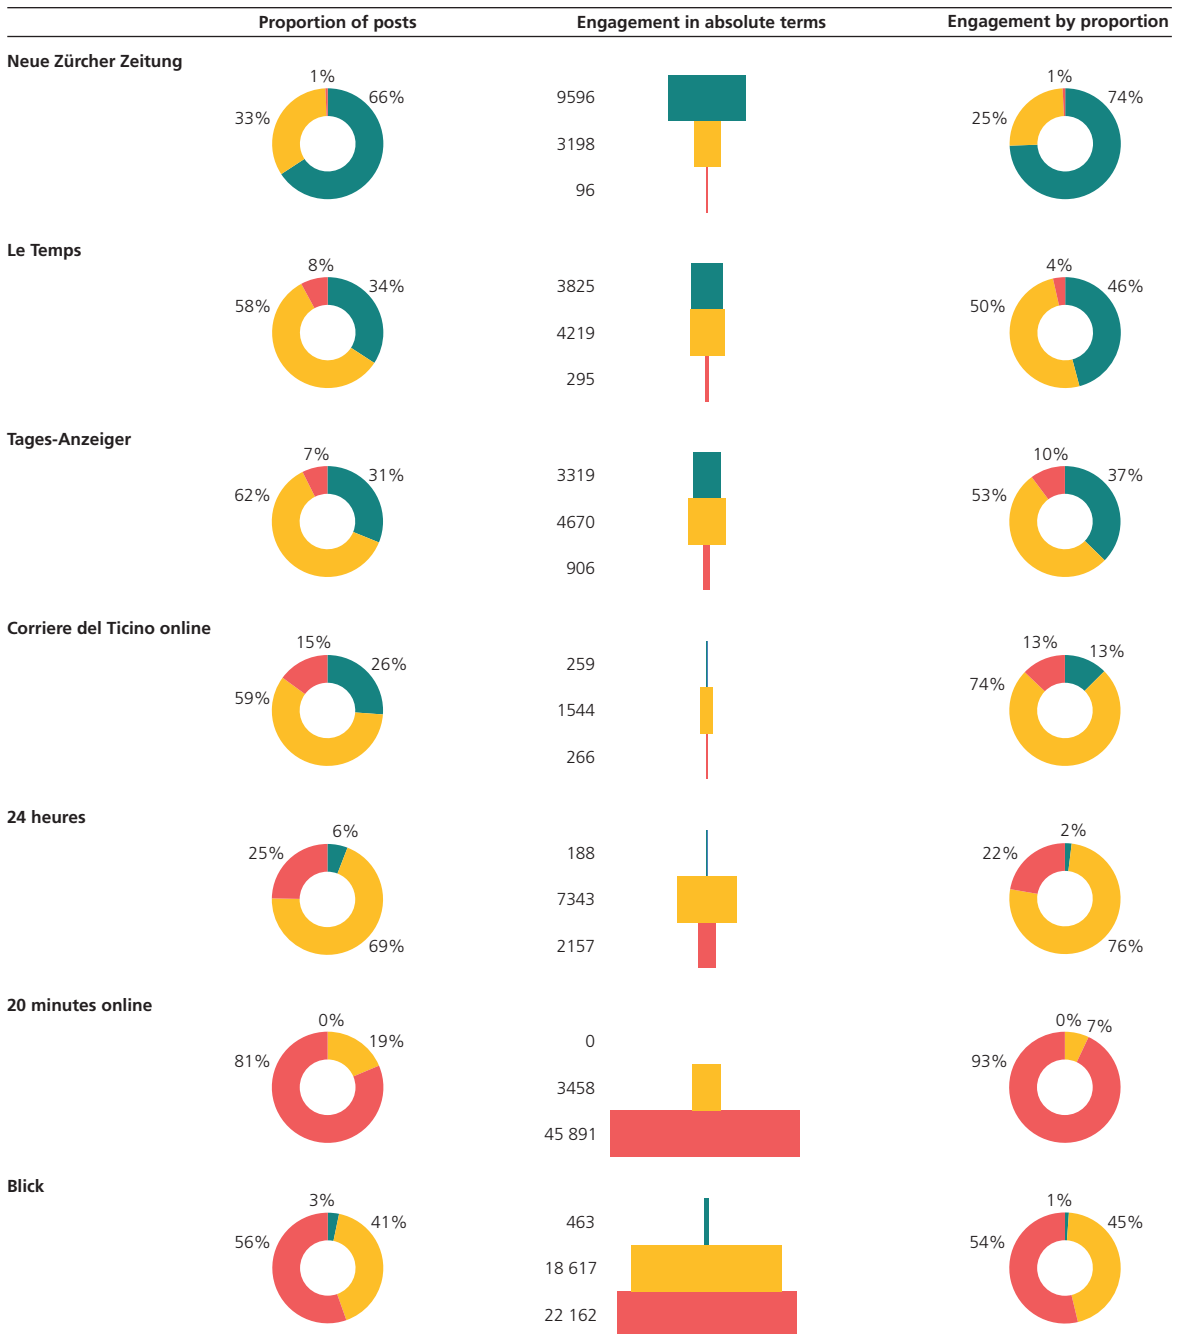 Proportion of posts Engagement in absolute terms Engagement by proportion
Neue Zürcher Zeitung
1% 1%
66% 9596 74%
33% 3198 25%
96
Le Temps
8% 4%
34% 3825 46%
58% 4219 50%
295
Tages-Anzeiger
7% 10%
31% 3319 37%
62% 4670 53%
906
Corriere del Ticino online
15% 13%
26% 259 13%
59% 1544 74%
266
24 heures
6% 2%
25% 188 22%
7343
69% 2157 76%
20 minutes online
0% 0% 7%
19% 0
81% 3458 93%
45 891
Blick
3% 1%
41% 463 45%
56% 18 617 54%
22 162